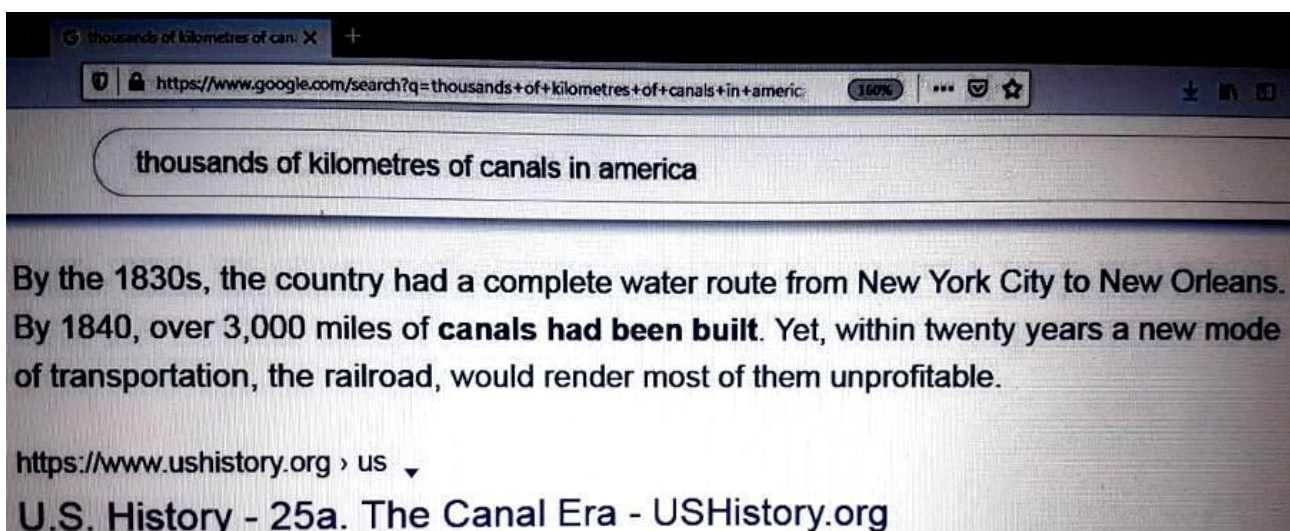 thousands of kilometres of can
https://www.google.com/search?q=thousands+of+kilometres+of+canals+in+americ 160%
thousands of kilometres of canals in america
By the 1830s, the country had a complete water route from New York City to New Orleans.
By 1840, over 3,000 miles of canals had been built. Yet, within twenty years a new mode
of transportation, the railroad, would render most of them unprofitable.
https://www.ushistory.org › us
U.S. History - 25a. The Canal Era - USHistory.org